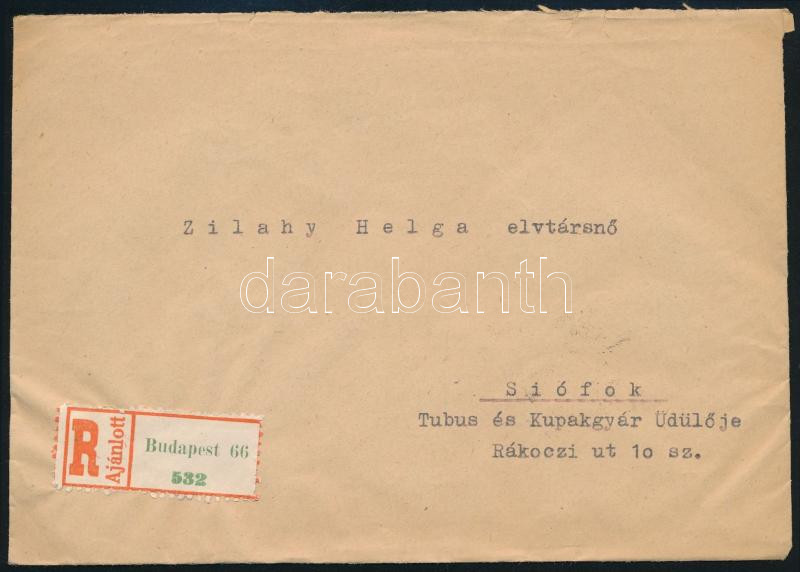 Zilahy Helga elvtársnő
darabanth
Siófok
Tubus és Kupakgyár Üdülője
Rákoczi ut 1o sz.
R
Ajánlott
Budapest 66
532